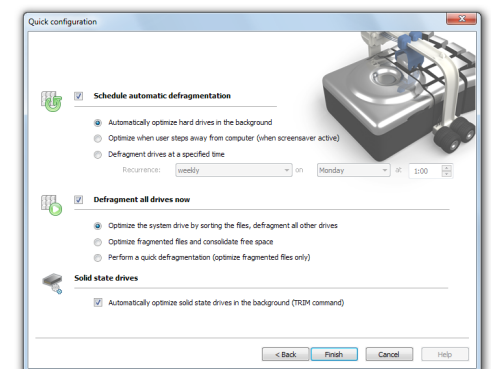 Quick configuration
Schedule automatic defragmentation
Automatically optimize hard drives in the background
Optimize when user steps away from computer (when screensaver active)
Defragment drives at a specified time
Recurrence: weekly on Monday at 1:00
Defragment all drives now
Optimize the system drive by sorting the files, defragment all other drives
Optimize fragmented files and consolidate free space
Perform a quick defragmentation (optimize fragmented files only)
Solid state drives
Automatically optimize solid state drives in the background (TRIM command)
< Back Finish Cancel Help